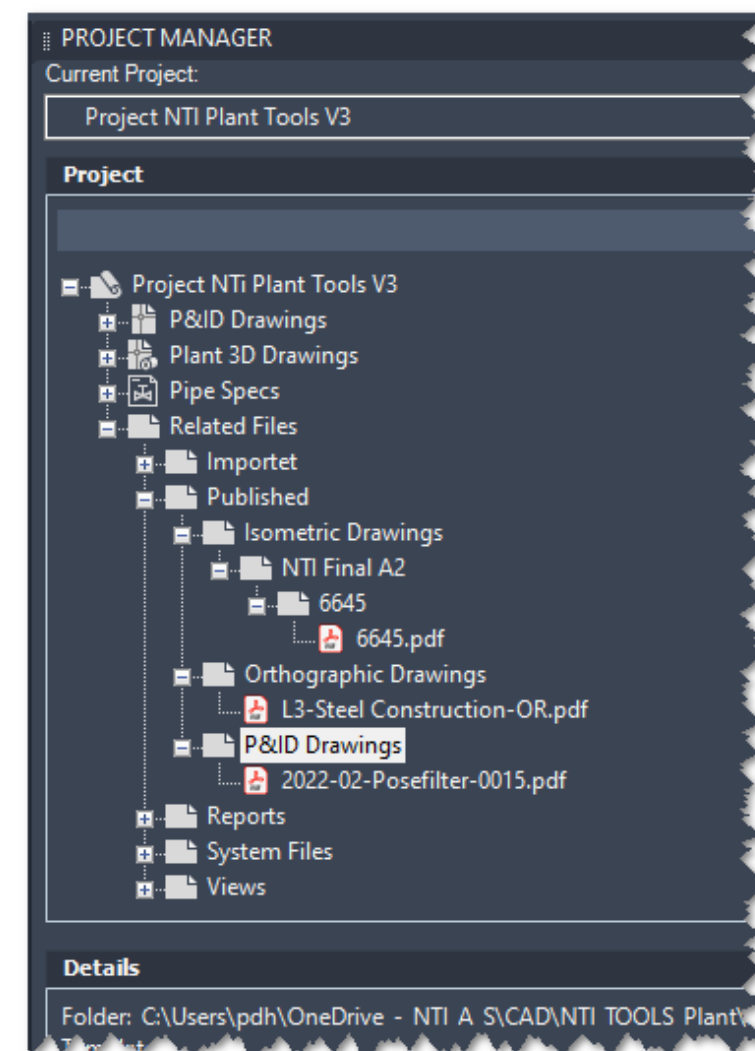 PROJECT MANAGER
Current Project:
Project NTI Plant Tools V3
Project
Project NTi Plant Tools V3
P&ID Drawings
Plant 3D Drawings
Pipe Specs
Related Files
Importet
Published
Isometric Drawings
NTI Final A2
6645
6645.pdf
Orthographic Drawings
L3-Steel Construction-OR.pdf
P&ID Drawings
2022-02-Posefilter-0015.pdf
Reports
System Files
Views
Details
Folder: C:\Users\pdh\OneDrive - NTI A S\CAD\NTI TOOLS Plant\